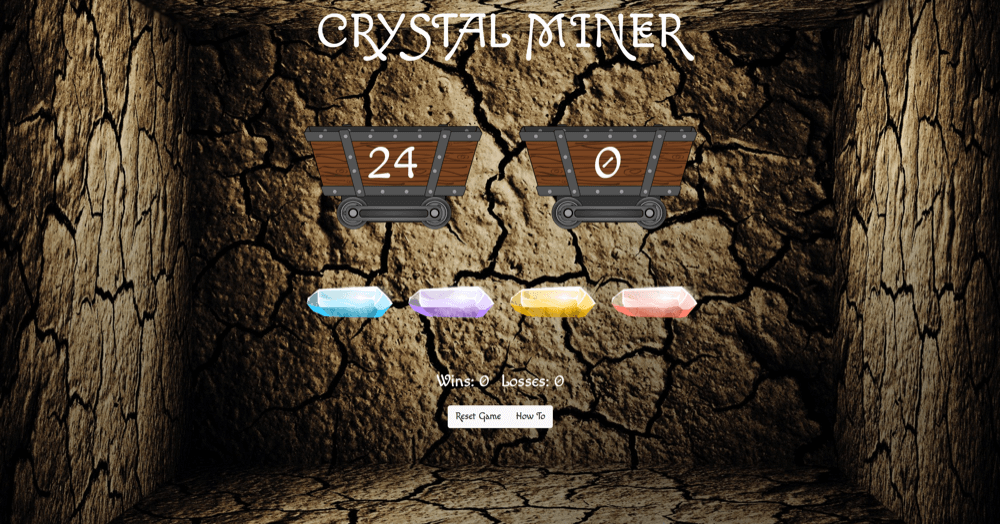 CRYSTAL MINER
24
0
Wins: 0 Losses: 0
Reset Game How To